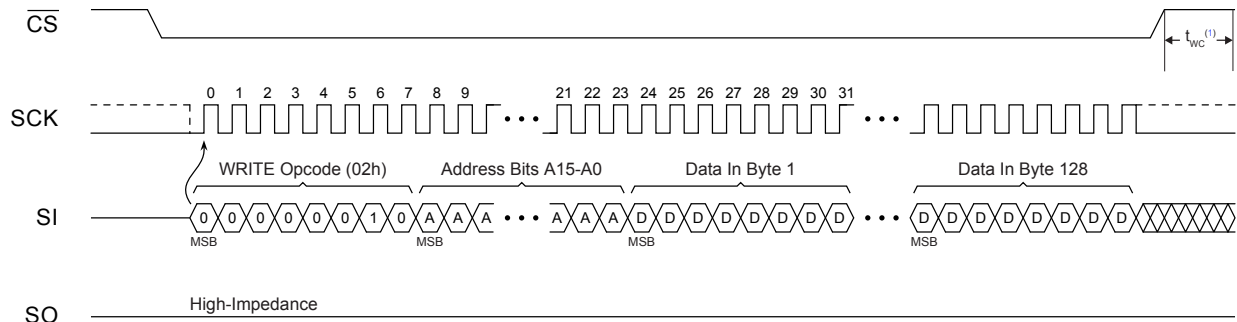 CS
t_WC(1)
0 1 2 3 4 5 6 7 8 9 21 22 23 24 25 26 27 28 29 30 31
SCK
WRITE Opcode (02h) Address Bits A15-A0 Data In Byte 1 Data In Byte 128
SI 0 0 0 0 0 0 1 0 A A A A A A D D D D D D D D D D D D D D D D
MSB MSB MSB MSB
High-Impedance
SO